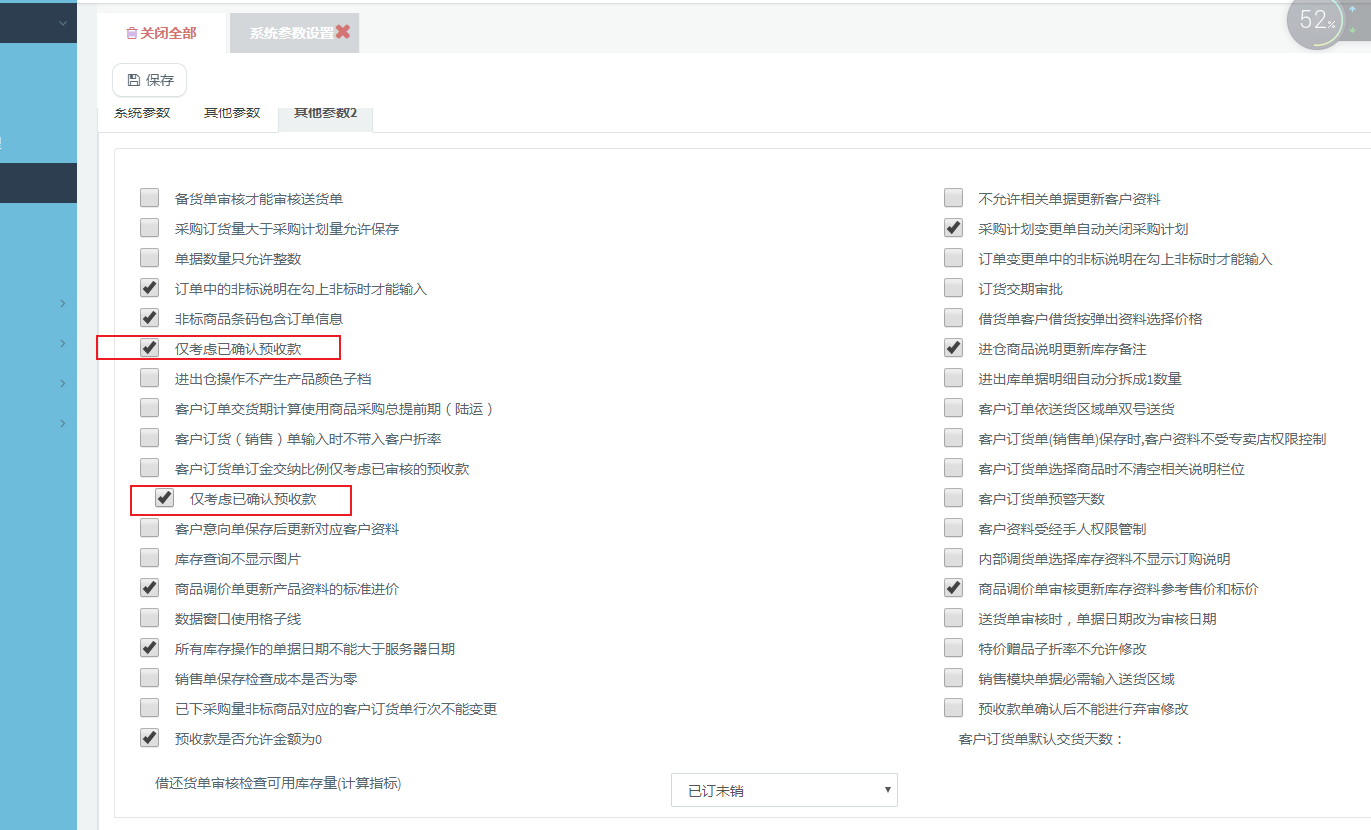 关闭全部
系统参数设置
52%
保存
系统参数
其他参数
其他参数2
备货单审核才能审核送货单
不允许相关单据更新客户资料
采购订货量大于采购计划量允许保存
采购计划变更单自动关闭采购计划
单据数量只允许整数
订单变更单中的非标说明在勾上非标时才能输入
订单中的非标说明在勾上非标时才能输入
订货交期审批
非标商品条码包含订单信息
借货单客户借货按弹出资料选择价格
仅考虑已确认预收款
进仓商品说明更新库存备注
进出仓操作不产生产品颜色子档
进出库单据明细自动分拆成1数量
客户订单交货期计算使用商品采购总提前期（陆运）
客户订单依送货区域单双号送货
客户订货（销售）单输入时不带入客户折率
客户订货单(销售单)保存时,客户资料不受专卖店权限控制
客户订货单订金交纳比例仅考虑已审核的预收款
客户订货单选择商品时不清空相关说明栏位
仅考虑已确认预收款
客户订货单预警天数
客户意向单保存后更新对应客户资料
客户资料受经手人权限管制
库存查询不显示图片
内部调货单选择库存资料不显示订购说明
商品调价单更新产品资料的标准进价
商品调价单审核更新库存资料参考售价和标价
数据窗口使用格子线
送货单审核时，单据日期改为审核日期
所有库存操作的单据日期不能大于服务器日期
特价赠品子折率不允许修改
销售单保存检查成本是否为零
销售模块单据必需输入送货区域
已下采购量非标商品对应的客户订货单行次不能变更
预收款单确认后不能进行弃审修改
预收款是否允许金额为0
客户订货单默认交货天数：
借还货单审核检查可用库存量(计算指标)
已订未销